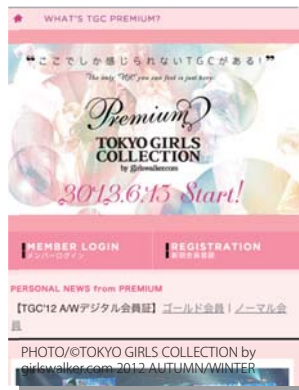 WHAT'S TGC PREMIUM?
“ここでしか感じられないTGCがある!”
The only "TGC" you can feel is just here.
Premium
TOKYO GIRLS
COLLECTION
by girlswalker.com
2013.6.15 Start!
MEMBER LOGIN
メンバーログイン
REGISTRATION
新規会員登録
PERSONAL NEWS from PREMIUM
【TGC'12 A/Wデジタル会員証】ゴールド会員 | ノーマル会
員
PHOTO/©TOKYO GIRLS COLLECTION by
girlswalker.com 2012 AUTUMN/WINTER